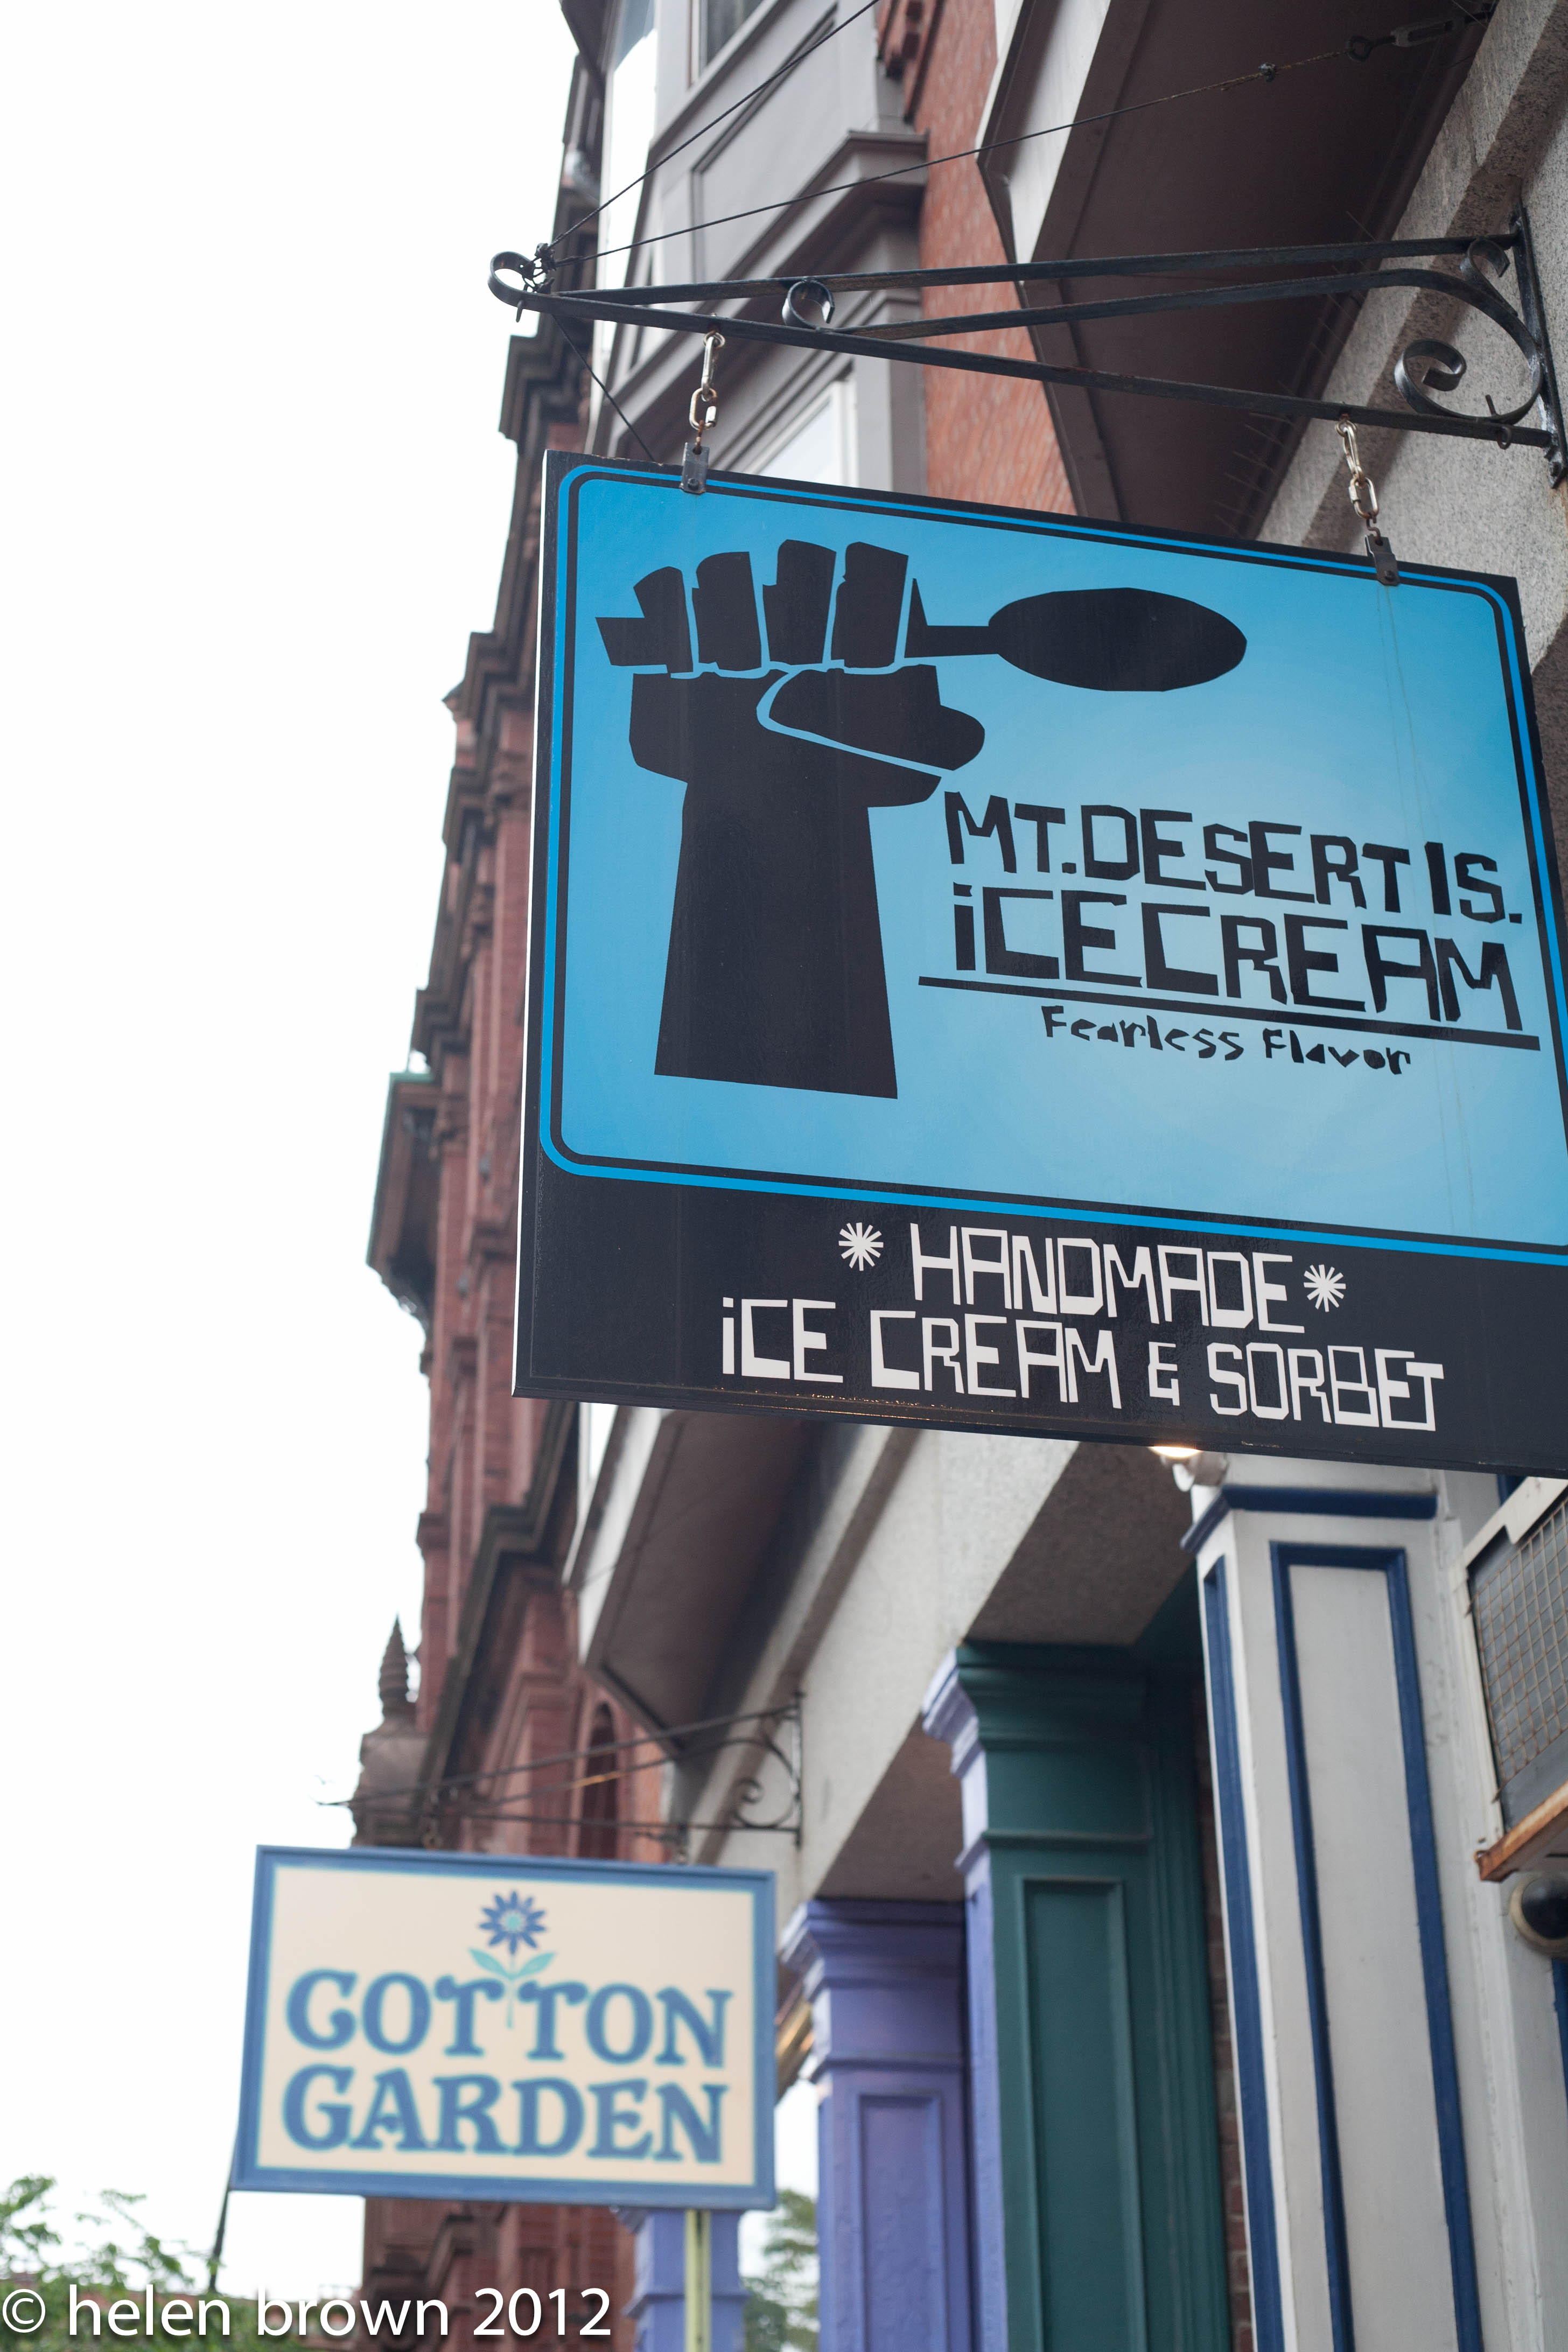 MT. DESERT IS.
iCECREAM
Fearless Flavor
* HANDMADE *
iCE CREAM & SORBET
COTTON
GARDEN
© helen brown 2012